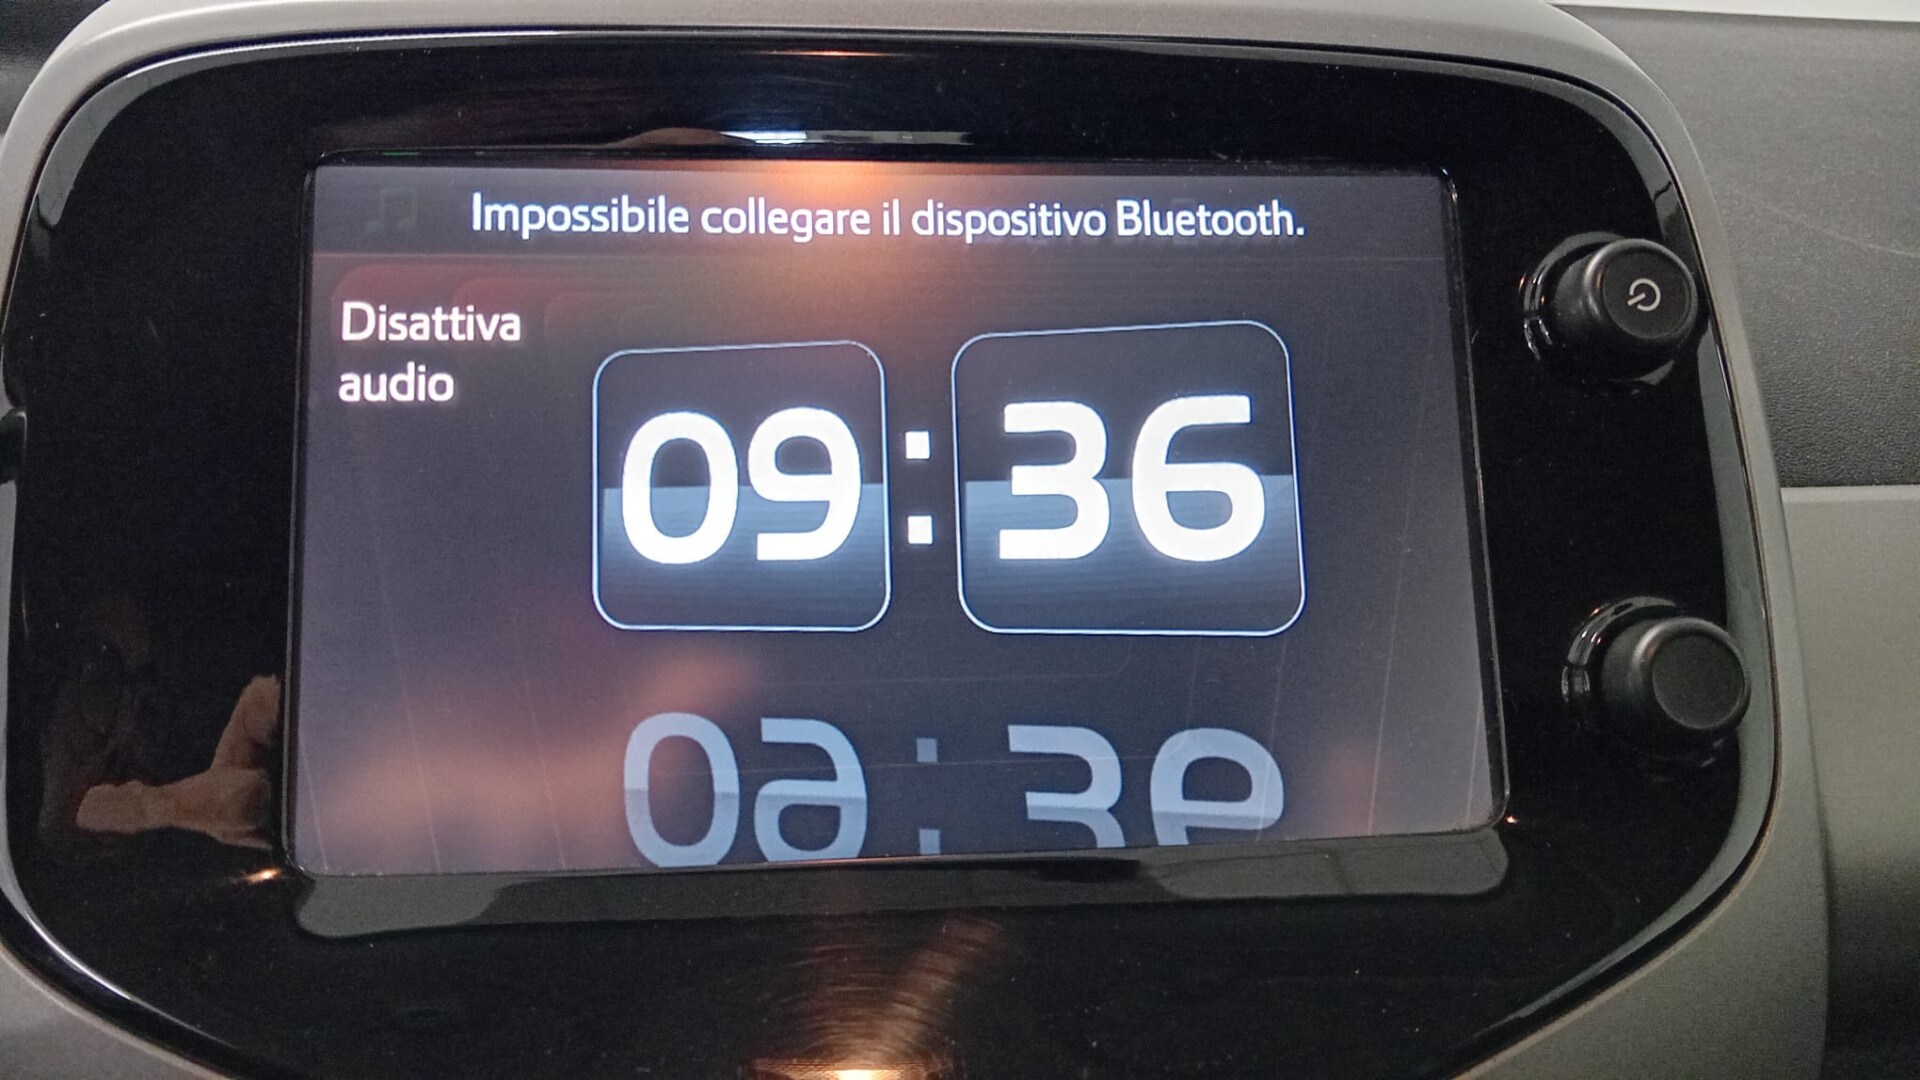 Impossibile collegare il dispositivo Bluetooth.
Disattiva
audio
09:36